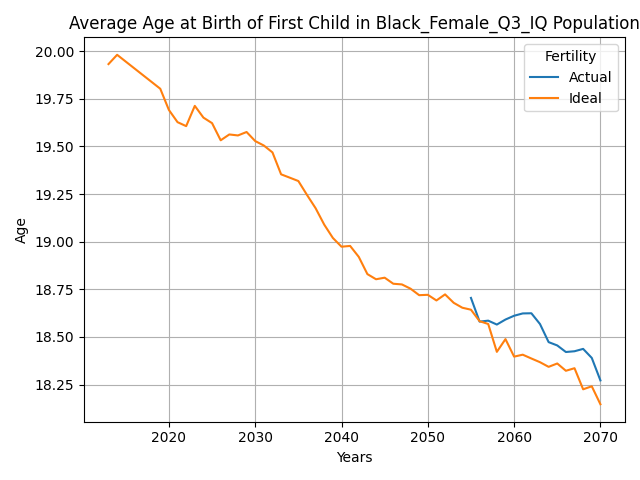 Average Age at Birth of First Child in Black_Female_Q3_IQ Population
Fertility
Actual
Ideal
20.00
19.75
19.50
19.25
19.00
18.75
18.50
18.25
Age
2020 2030 2040 2050 2060 2070
Years